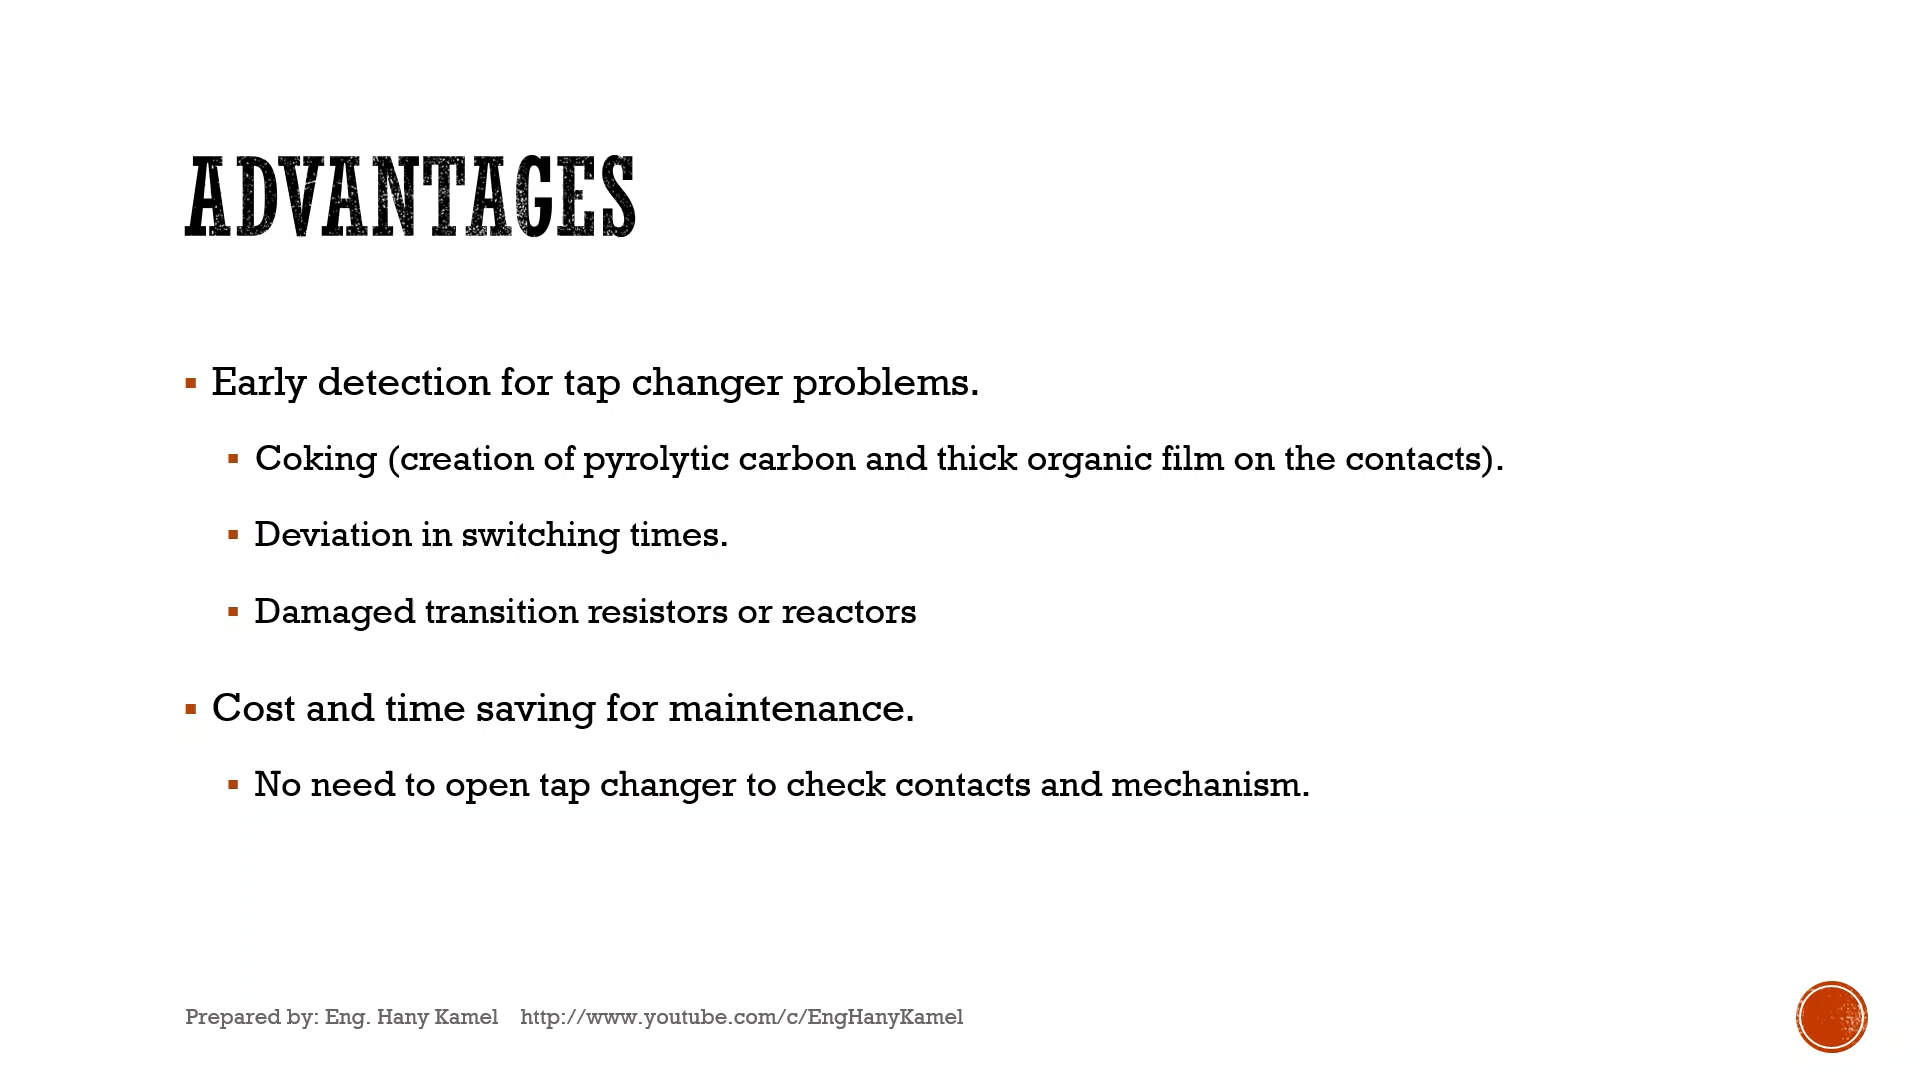 ADVANTAGES
▪ Early detection for tap changer problems.
▪ Coking (creation of pyrolytic carbon and thick organic film on the contacts).
▪ Deviation in switching times.
▪ Damaged transition resistors or reactors
▪ Cost and time saving for maintenance.
▪ No need to open tap changer to check contacts and mechanism.
Prepared by: Eng. Hany Kamel http://www.youtube.com/c/EngHanyKamel